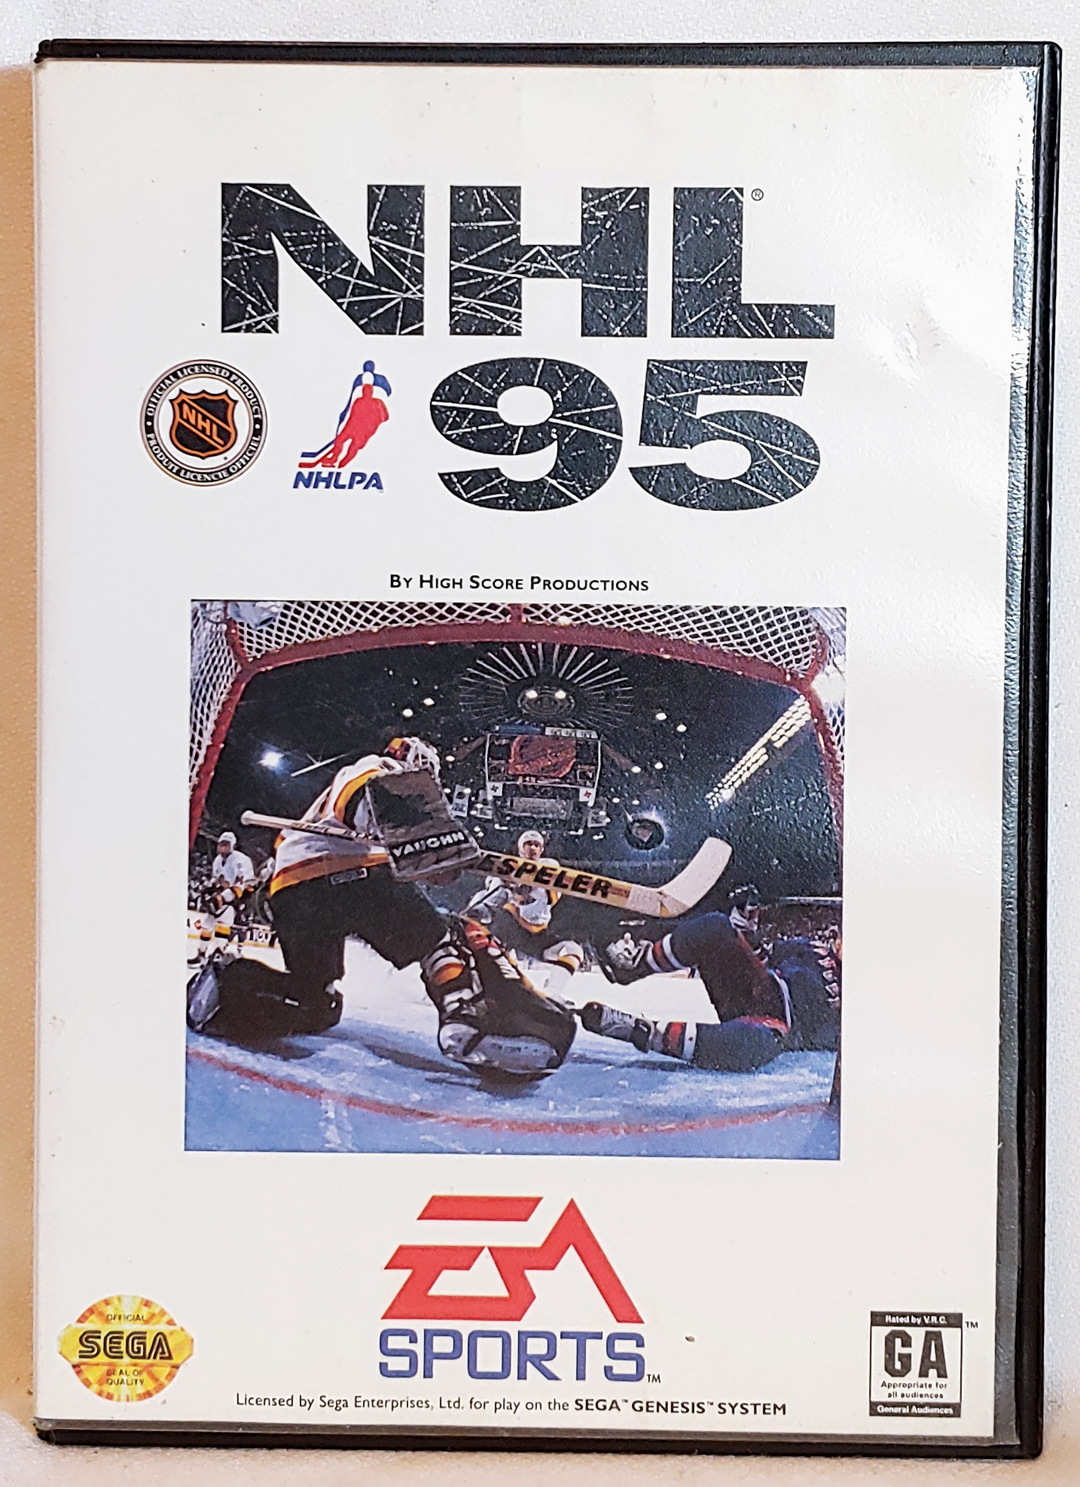 NHL®
OFFICIAL LICENSED PRODUCT
NHL
PRODUIT LICENCIE OFFICIEL
NHLPA
95
BY HIGH SCORE PRODUCTIONS
VAUGHN
ESPELER
EA
SPORTS™
OFFICIAL
SEGA
SEAL OF
QUALITY
Licensed by Sega Enterprises, Ltd. for play on the SEGA™ GENESIS™ SYSTEM
Rated by V.R.C. ™
GA
Appropriate for
all audiences
General Audiences